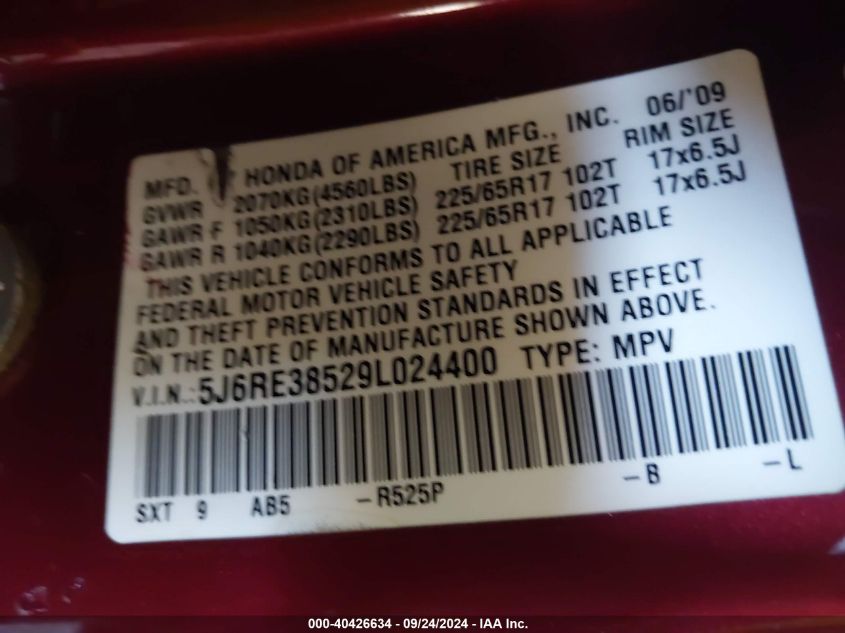 MFD. HONDA OF AMERICA MFG., INC. 06/'09
GVWR 2070KG(4560LBS) TIRE SIZE RIM SIZE
GAWR F 1050KG(2310LBS) 225/65R17 102T 17x6.5J
GAWR R 1040KG(2290LBS) 225/65R17 102T 17x6.5J
THIS VEHICLE CONFORMS TO ALL APPLICABLE
FEDERAL MOTOR VEHICLE SAFETY
AND THEFT PREVENTION STANDARDS IN EFFECT
ON THE DATE OF MANUFACTURE SHOWN ABOVE.
V.I.N.:5J6RE38529L024400 TYPE: MPV
SXT 9 AB5 -R525P -B -L
000-40426634 - 09/24/2024 - IAA Inc.